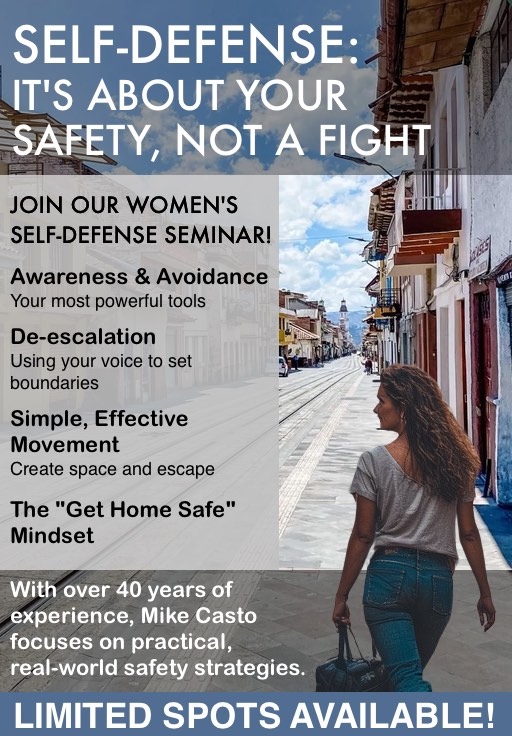 SELF-DEFENSE:
IT'S ABOUT YOUR
SAFETY, NOT A FIGHT
JOIN OUR WOMEN'S
SELF-DEFENSE SEMINAR!
Awareness & Avoidance
Your most powerful tools
De-escalation
Using your voice to set
boundaries
Simple, Effective
Movement
Create space and escape
The "Get Home Safe"
Mindset
With over 40 years of
experience, Mike Casto
focuses on practical,
real-world safety strategies.
LIMITED SPOTS AVAILABLE!